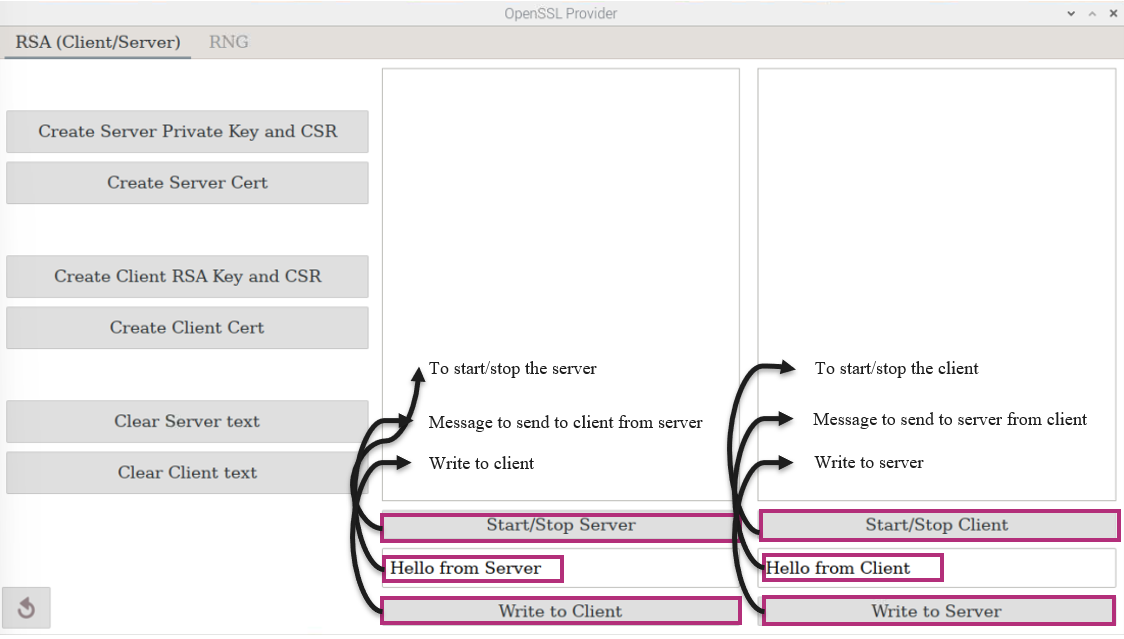 OpenSSL Provider
RSA (Client/Server)
RNG
Create Server Private Key and CSR
Create Server Cert
Create Client RSA Key and CSR
Create Client Cert
Clear Server text
Clear Client text
To start/stop the server
Message to send to client from server
Write to client
Start/Stop Server
Hello from Server
Write to Client
To start/stop the client
Message to send to server from client
Write to server
Start/Stop Client
Hello from Client
Write to Server